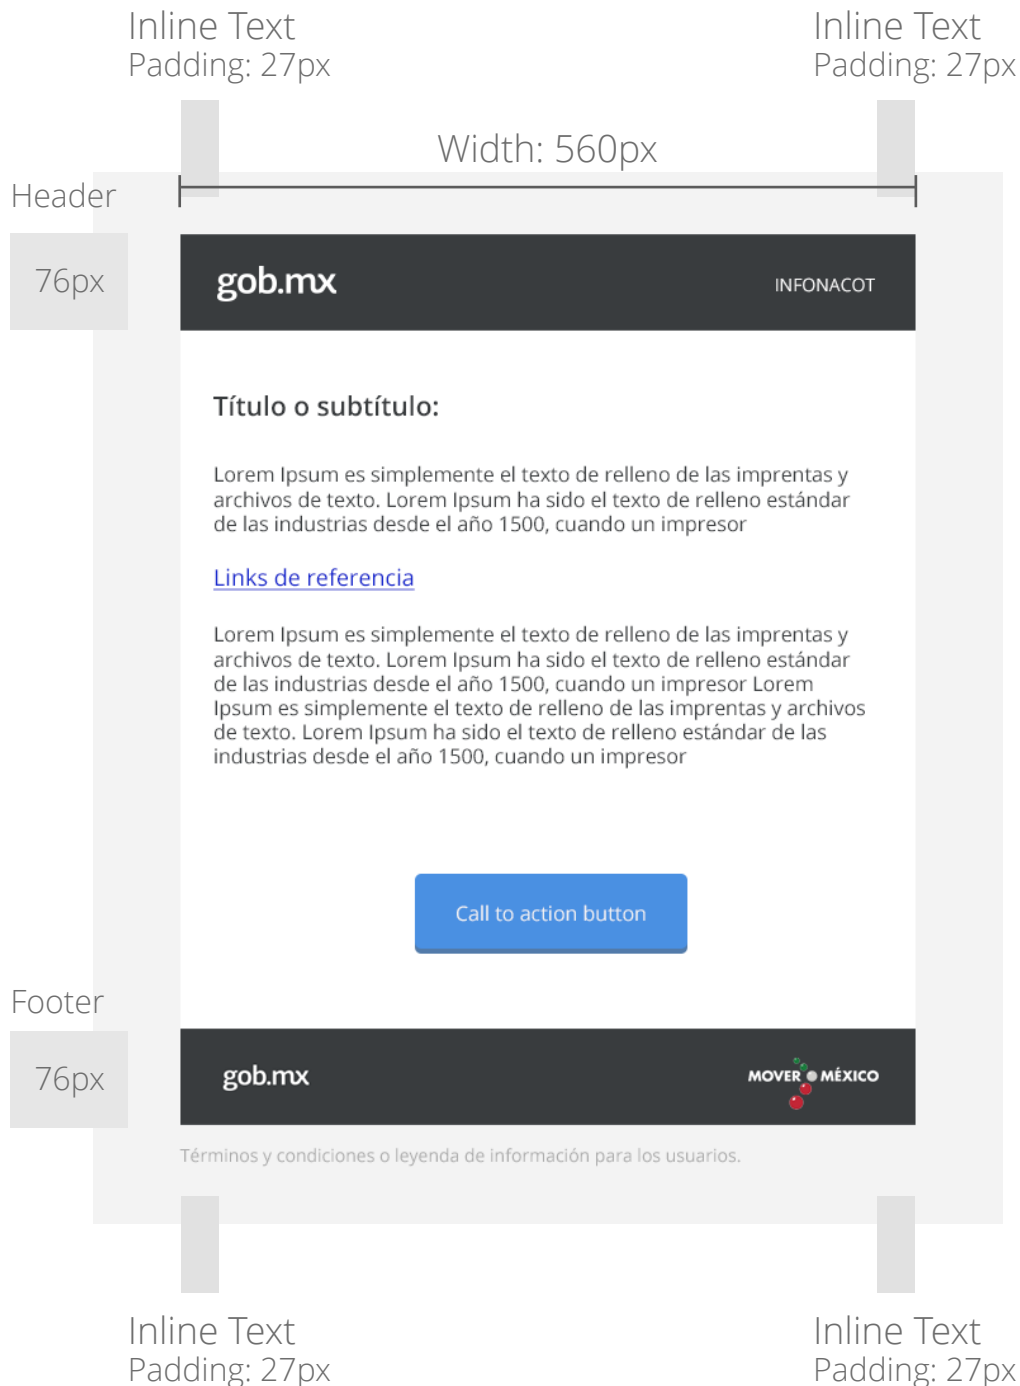 Inline Text
Padding: 27px
Inline Text
Padding: 27px
Width: 560px
Header
76px
gob.mx
INFONACOT
Título o subtítulo:
Lorem Ipsum es simplemente el texto de relleno de las imprentas y
archivos de texto. Lorem Ipsum ha sido el texto de relleno estándar
de las industrias desde el año 1500, cuando un impresor
Links de referencia
Lorem Ipsum es simplemente el texto de relleno de las imprentas y
archivos de texto. Lorem Ipsum ha sido el texto de relleno estándar
de las industrias desde el año 1500, cuando un impresor Lorem
Ipsum es simplemente el texto de relleno de las imprentas y archivos
de texto. Lorem Ipsum ha sido el texto de relleno estándar de las
industrias desde el año 1500, cuando un impresor
Call to action button
Footer
76px
gob.mx
MOVER MÉXICO
Términos y condiciones o leyenda de información para los usuarios.
Inline Text
Padding: 27px
Inline Text
Padding: 27px